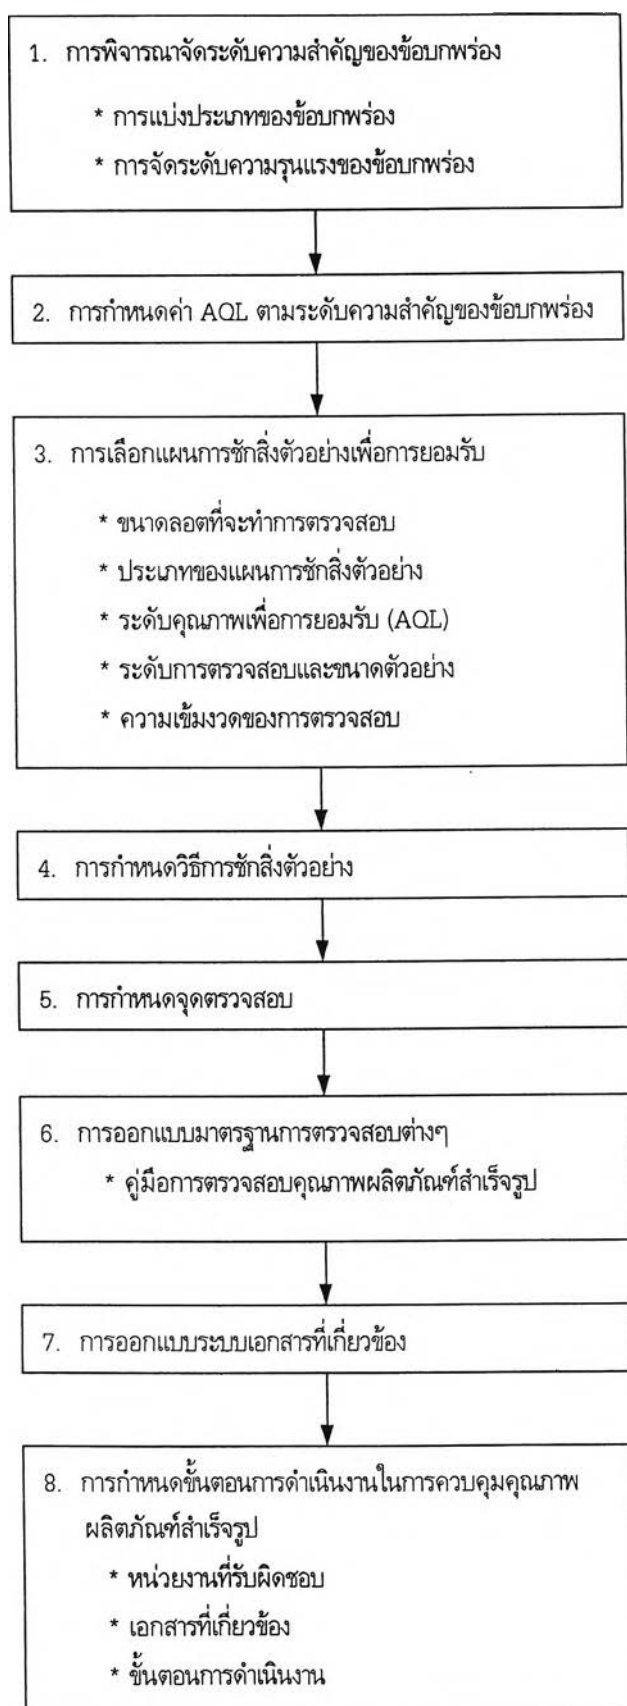 1. การพิจารณาจัดระดับความสำคัญของข้อบกพร่อง
* การแบ่งประเภทของข้อบกพร่อง
* การจัดระดับความรุนแรงของข้อบกพร่อง
2. การกำหนดค่า AQL ตามระดับความสำคัญของข้อบกพร่อง
3. การเลือกแผนการชักสิ่งตัวอย่างเพื่อการยอมรับ
* ขนาดลอตที่จะทำการตรวจสอบ
* ประเภทของแผนการชักสิ่งตัวอย่าง
* ระดับคุณภาพเพื่อการยอมรับ (AQL)
* ระดับการตรวจสอบและขนาดตัวอย่าง
* ความเข้มงวดของการตรวจสอบ
4. การกำหนดวิธีการชักสิ่งตัวอย่าง
5. การกำหนดจุดตรวจสอบ
6. การออกแบบมาตรฐานการตรวจสอบต่างๆ
* คู่มือการตรวจสอบคุณภาพผลิตภัณฑ์สำเร็จรูป
7. การออกแบบระบบเอกสารที่เกี่ยวข้อง
8. การกำหนดขั้นตอนการดำเนินงานในการควบคุมคุณภาพ
ผลิตภัณฑ์สำเร็จรูป
* หน่วยงานที่รับผิดชอบ
* เอกสารที่เกี่ยวข้อง
* ขั้นตอนการดำเนินงาน